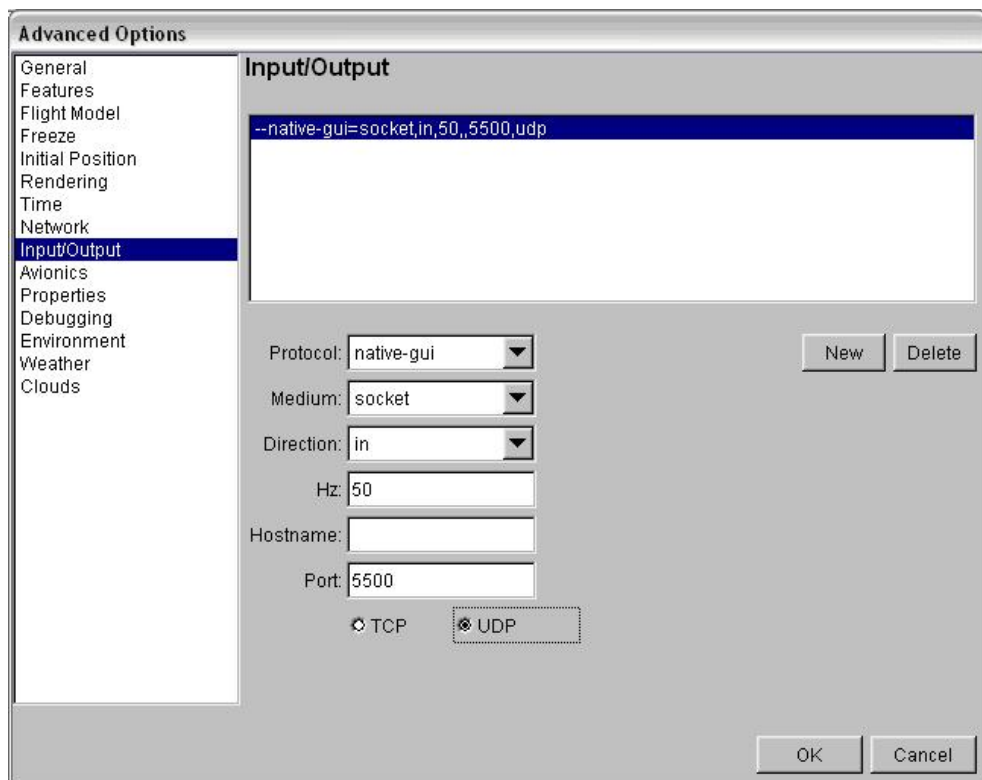 Advanced Options
General
Features
Flight Model
Freeze
Initial Position
Rendering
Time
Network
Input/Output
Avionics
Properties
Debugging
Environment
Weather
Clouds
Input/Output
--native-gui=socket,in,50,,5500,udp
Protocol: native-gui
New Delete
Medium: socket
Direction: in
Hz: 50
Hostname:
Port: 5500
TCP UDP
OK Cancel